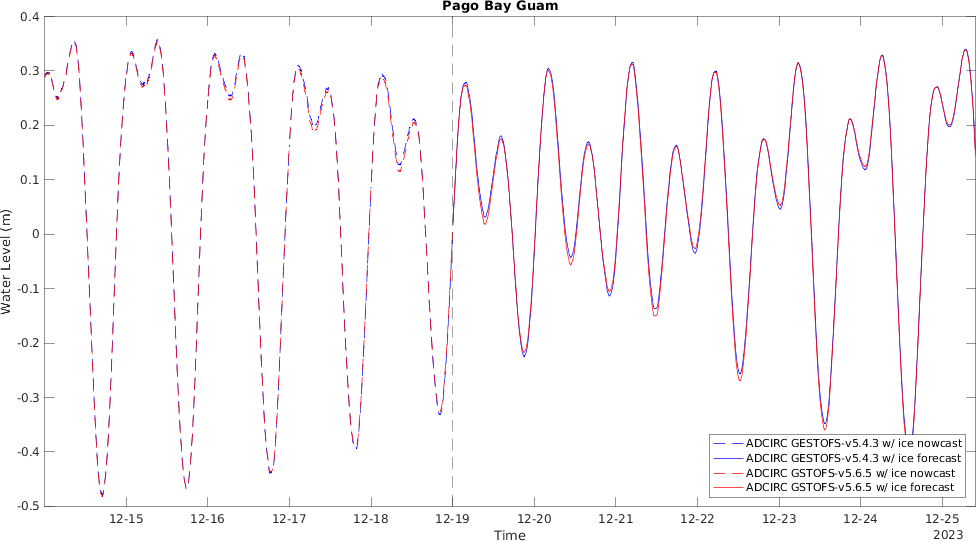 Pago Bay Guam
0.4
0.3
0.2
0.1
0
-0.1
-0.2
-0.3
-0.4
-0.5
Water Level (m)
ADCIRC GESTOFS-v5.4.3 w/ ice nowcast
ADCIRC GESTOFS-v5.4.3 w/ ice forecast
ADCIRC GSTOFS-v5.6.5 w/ ice nowcast
ADCIRC GSTOFS-v5.6.5 w/ ice forecast
12-15 12-16 12-17 12-18 12-19 12-20 12-21 12-22 12-23 12-24 12-25
Time
2023